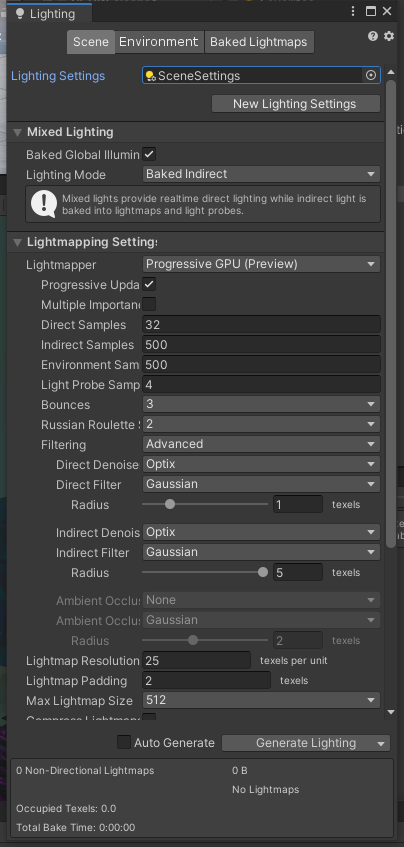 Lighting
Scene Environment Baked Lightmaps
Lighting Settings SceneSettings
New Lighting Settings
Mixed Lighting
Baked Global Illumin
Lighting Mode Baked Indirect
Mixed lights provide realtime direct lighting while indirect light is
baked into lightmaps and light probes.
Lightmapping Settings
Lightmapper Progressive GPU (Preview)
Progressive Upda
Multiple Importanc
Direct Samples 32
Indirect Samples 500
Environment Sam 500
Light Probe Samp 4
Bounces 3
Russian Roulette S 2
Filtering Advanced
Direct Denoise Optix
Direct Filter Gaussian
Radius 1 texels
Indirect Denois Optix
Indirect Filter Gaussian
Radius 5 texels
Ambient Occlus None
Ambient Occlus Gaussian
Radius 2 texels
Lightmap Resolution 25 texels per unit
Lightmap Padding 2 texels
Max Lightmap Size 512
Auto Generate Generate Lighting
0 Non-Directional Lightmaps 0 B
No Lightmaps
Occupied Texels: 0.0
Total Bake Time: 0:00:00